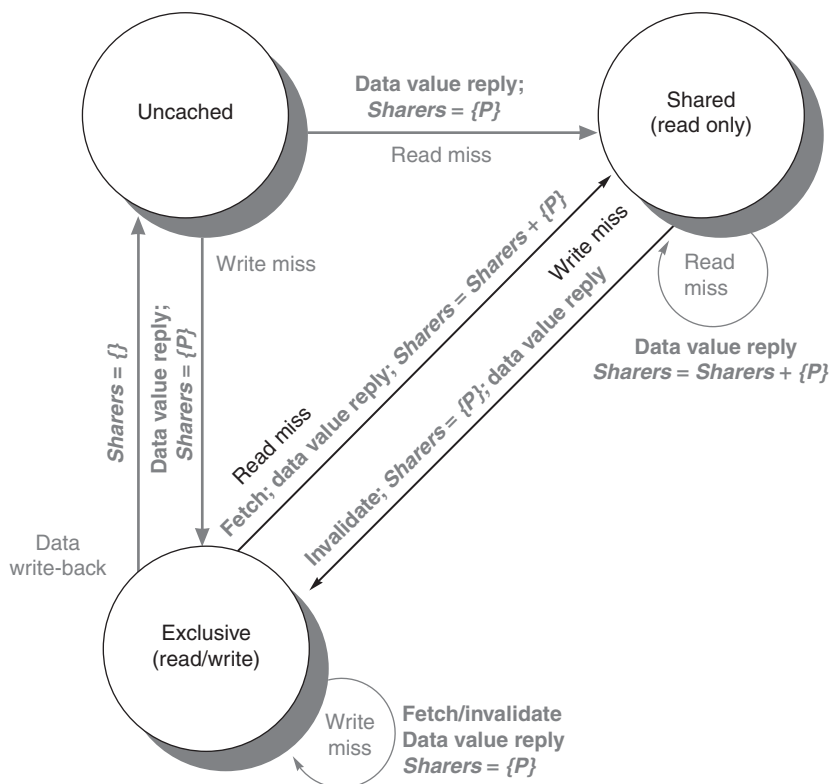 Uncached
Data value reply;
Sharers = {P}
Read miss
Shared
(read only)
Write miss
Read
miss
Data value reply
Sharers = Sharers + {P}
Sharers = {}
Data value reply;
Sharers = {P}
Data
write-back
Read miss
Fetch; data value reply; Sharers = Sharers + {P}
Write miss
Invalidate; Sharers = {P}; data value reply
Exclusive
(read/write)
Write
miss
Fetch/invalidate
Data value reply
Sharers = {P}